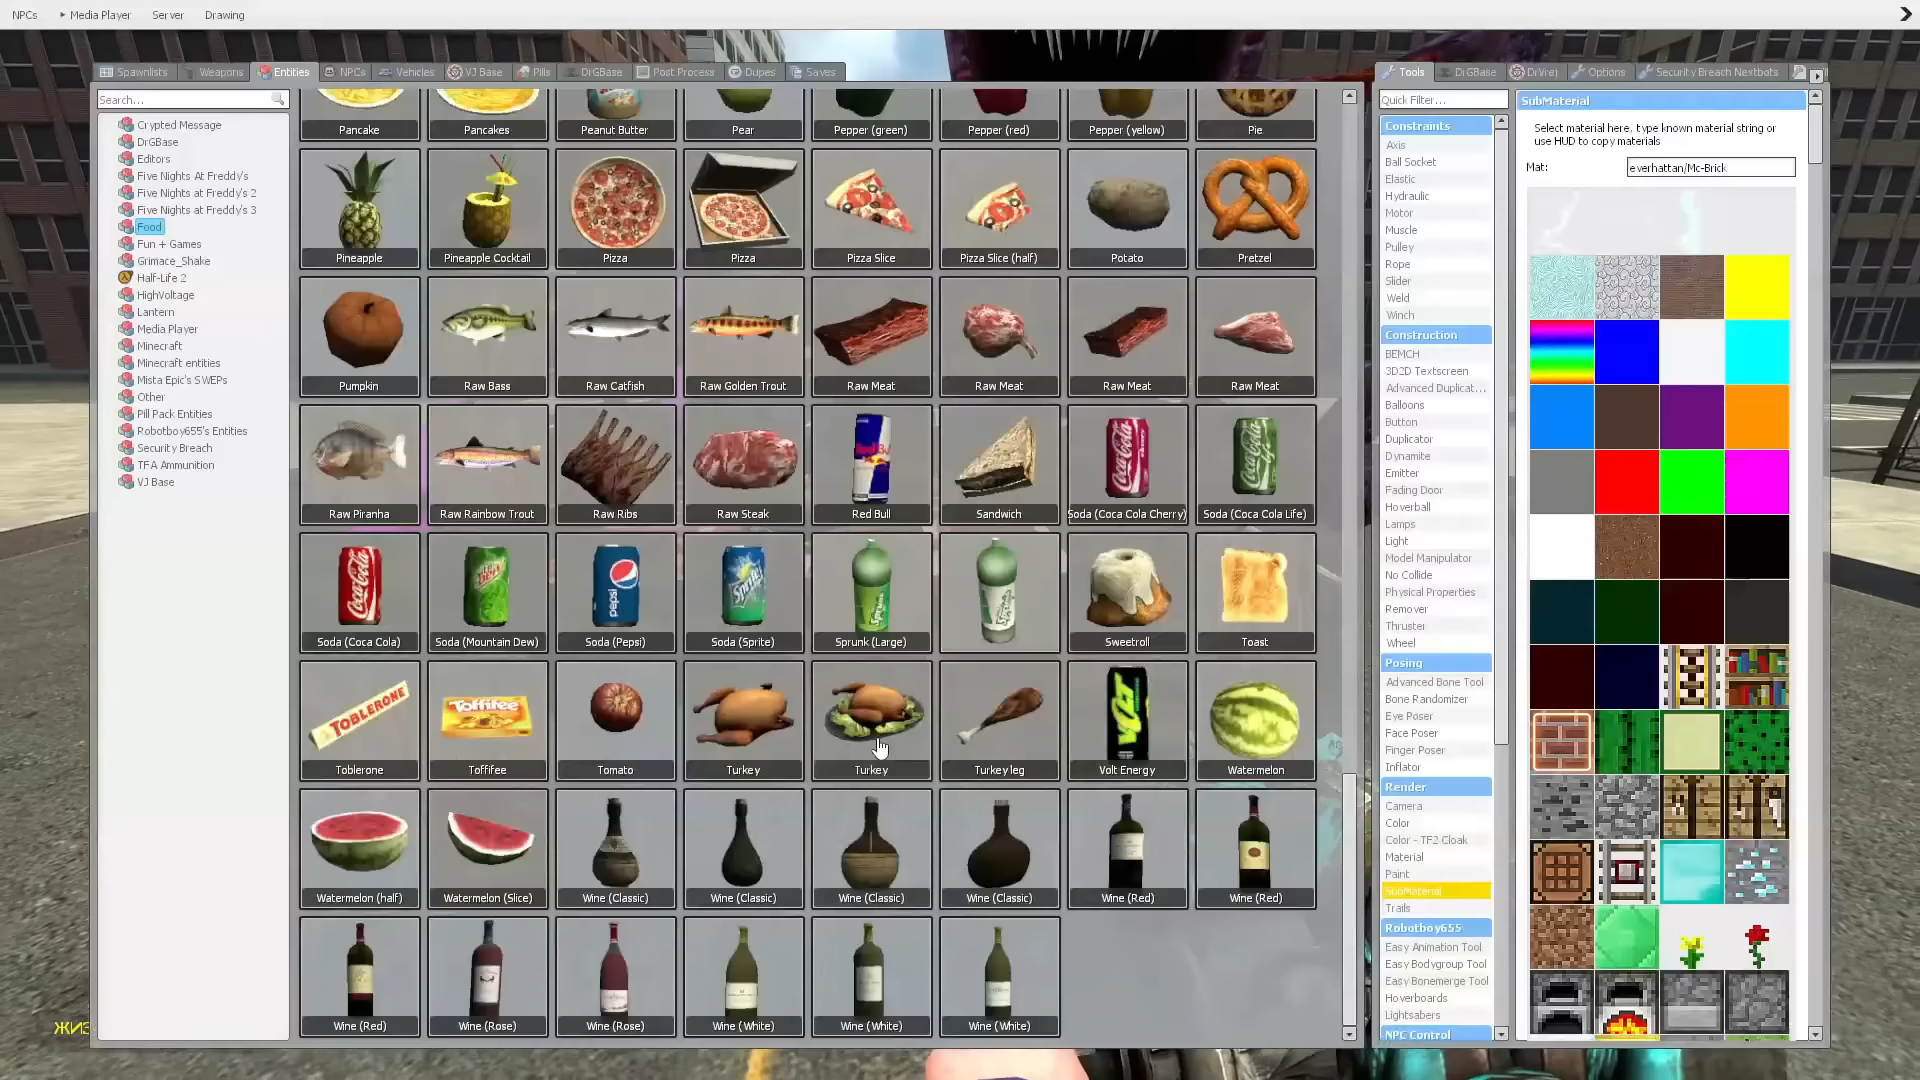 NPCs
Media Player
Server
Drawing
Spawnlists
Weapons
Entities
NPCs
Vehicles
VJ Base
Pills
DrGBase
Post Process
Dupes
Saves
Tools
DrGBase
DrVrej
Options
Security Breach Nextbots
Search...
Crypted Message
DrGBase
Editors
Five Nights At Freddy's
Five Nights at Freddy's 2
Five Nights at Freddy's 3
Food
Fun + Games
Grimace_Shake
Half-Life 2
HighVoltage
Lantern
Media Player
Minecraft
Minecraft entities
Mista Epic's SWEPs
Other
Pill Pack Entities
Robotboy655's Entities
Security Breach
TFA Ammunition
VJ Base
Pancake
Pancakes
Peanut Butter
Pear
Pepper (green)
Pepper (red)
Pepper (yellow)
Pie
Pineapple
Pineapple Cocktail
Pizza
Pizza
Pizza Slice
Pizza Slice (half)
Potato
Pretzel
Pumpkin
Raw Bass
Raw Catfish
Raw Golden Trout
Raw Meat
Raw Meat
Raw Meat
Raw Meat
Raw Piranha
Raw Rainbow Trout
Raw Ribs
Raw Steak
Red Bull
Sandwich
Soda (Coca Cola Cherry)
Soda (Coca Cola Life)
Soda (Coca Cola)
Soda (Mountain Dew)
pepsi
Soda (Pepsi)
Sprite
Soda (Sprite)
Sprunk (Large)
Sweetroll
Toast
TOBLERONE
Toblerone
Toffifee
Toffifee
Tomato
Turkey
Turkey
Turkey leg
VOLT
Volt Energy
Watermelon
Watermelon (half)
Watermelon (Slice)
Wine (Classic)
Wine (Classic)
Wine (Classic)
Wine (Classic)
Wine (Red)
Wine (Red)
Wine (Red)
Wine (Rose)
Wine (Rose)
Wine (White)
Wine (White)
Wine (White)
ЖИЗ
Quick Filter...
Constraints
Axis
Ball Socket
Elastic
Hydraulic
Motor
Muscle
Pulley
Rope
Slider
Weld
Winch
Construction
BEMCH
3D2D Textscreen
Advanced Duplicat...
Balloons
Button
Duplicator
Dynamite
Emitter
Fading Door
Hoverball
Lamps
Light
Model Manipulator
No Collide
Physical Properties
Remover
Thruster
Wheel
Posing
Advanced Bone Tool
Bone Randomizer
Eye Poser
Face Poser
Finger Poser
Inflator
Render
Camera
Color
Color - TF2 Cloak
Material
Paint
SubMaterial
Trails
Robotboy655
Easy Animation Tool
Easy Bodygroup Tool
Easy Bonemerge Tool
Hoverboards
Lightsabers
NPC Control
SubMaterial
Select material here, type known material string or
use HUD to copy materials
Mat:
everhattan/Mc-Brick